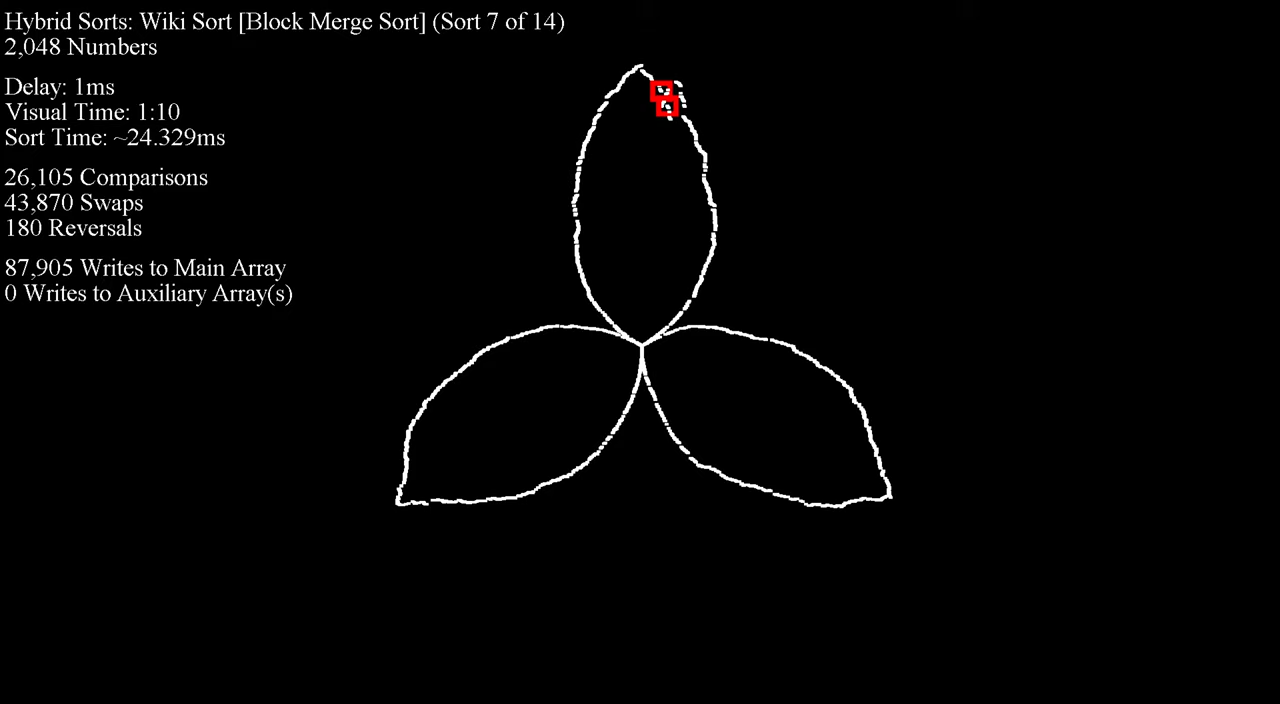 Hybrid Sorts: Wiki Sort [Block Merge Sort] (Sort 7 of 14)
2,048 Numbers
Delay: 1ms
Visual Time: 1:10
Sort Time: ~24.329ms
26,105 Comparisons
43,870 Swaps
180 Reversals
87,905 Writes to Main Array
0 Writes to Auxiliary Array(s)